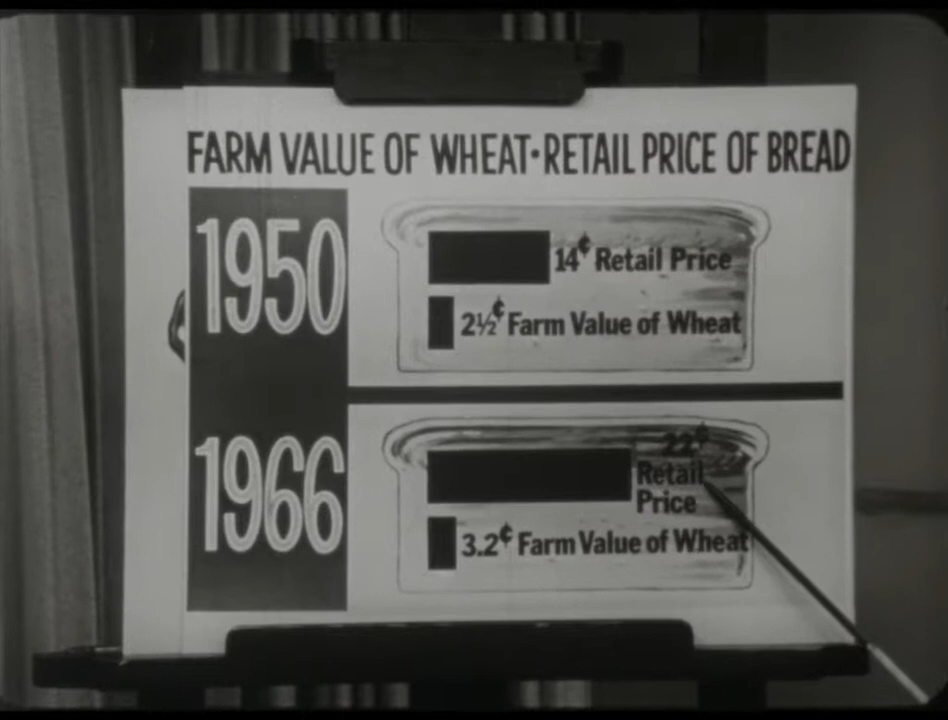 FARM VALUE OF WHEAT·RETAIL PRICE OF BREAD
1950
14¢ Retail Price
2½¢ Farm Value of Wheat
1966
22¢
Retail
Price
3.2¢ Farm Value of Wheat